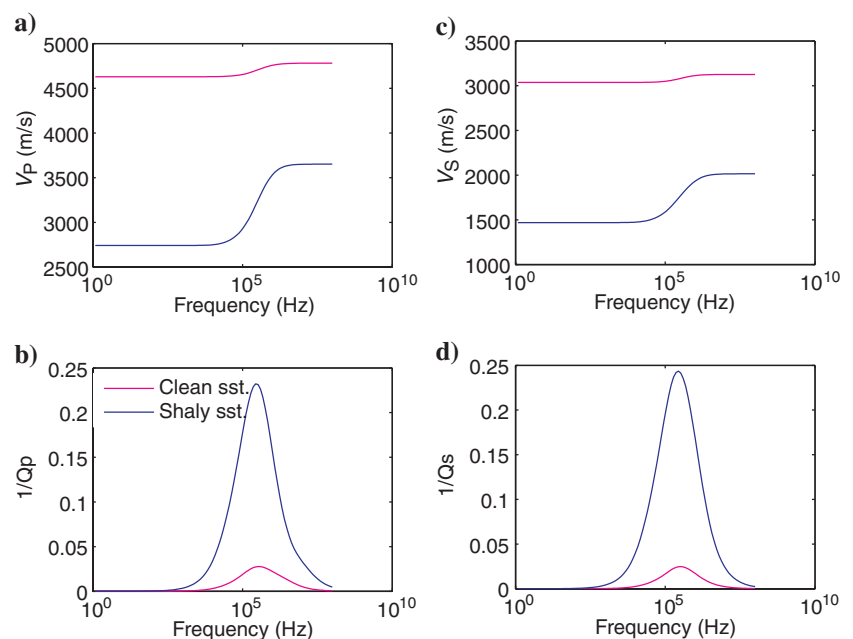 a)
5000
4500
4000
3500
3000
2500
V_P (m/s)
10^0
10^5
10^10
Frequency (Hz)
c)
3500
3000
2500
2000
1500
1000
V_S (m/s)
10^0
10^5
10^10
Frequency (Hz)
b)
0.25
0.2
0.15
0.1
0.05
0
1/Qp
Clean sst.
Shaly sst.
10^0
10^5
10^10
Frequency (Hz)
d)
0.25
0.2
0.15
0.1
0.05
0
1/Qs
10^0
10^5
10^10
Frequency (Hz)